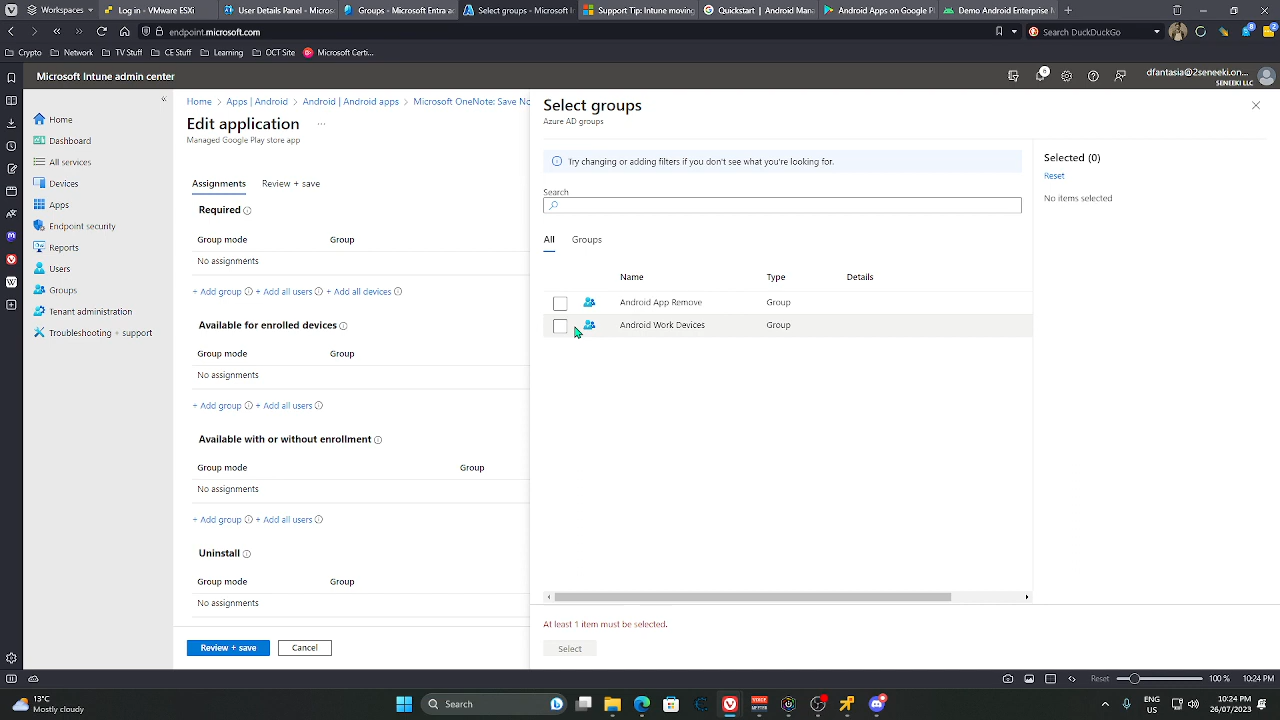 Workspaces
Log in - VMware ESXi
User Details Panel - Micros
Groups - Microsoft Entra a
Select groups - Microsoft
Support Tip: Intune movin
Quickstart | Android Ma
Android Apps on Google P
Demo Android Enterprise
endpoint.microsoft.com
Search DuckDuckGo
Crypto
Network
TV Stuff
CE Stuff
Learning
OCT Site
Microsoft Certi...
Microsoft Intune admin center
dfantasia@2seneeki.on...
SENEEKI LLC
Home
Dashboard
All services
Devices
Apps
Endpoint security
Reports
Users
Groups
Tenant administration
Troubleshooting + support
Home > Apps | Android > Android | Android apps > Microsoft OneNote: Save No
Edit application ...
Managed Google Play store app
Assignments Review + save
Required
Group mode Group
No assignments
+ Add group + Add all users + Add all devices
Available for enrolled devices
Group mode Group
No assignments
+ Add group + Add all users
Available with or without enrollment
Group mode Group
No assignments
+ Add group + Add all users
Uninstall
Group mode Group
No assignments
Review + save Cancel
Select groups
Azure AD groups
Try changing or adding filters if you don't see what you're looking for.
Search
All Groups
Name Type Details
Android App Remove Group
Android Work Devices Group
At least 1 item must be selected.
Select
Selected (0)
Reset
No items selected
Reset 100 % 10:24 PM
13°C
Mostly cloudy
Search
ENG
US
10:24 PM
26/07/2023